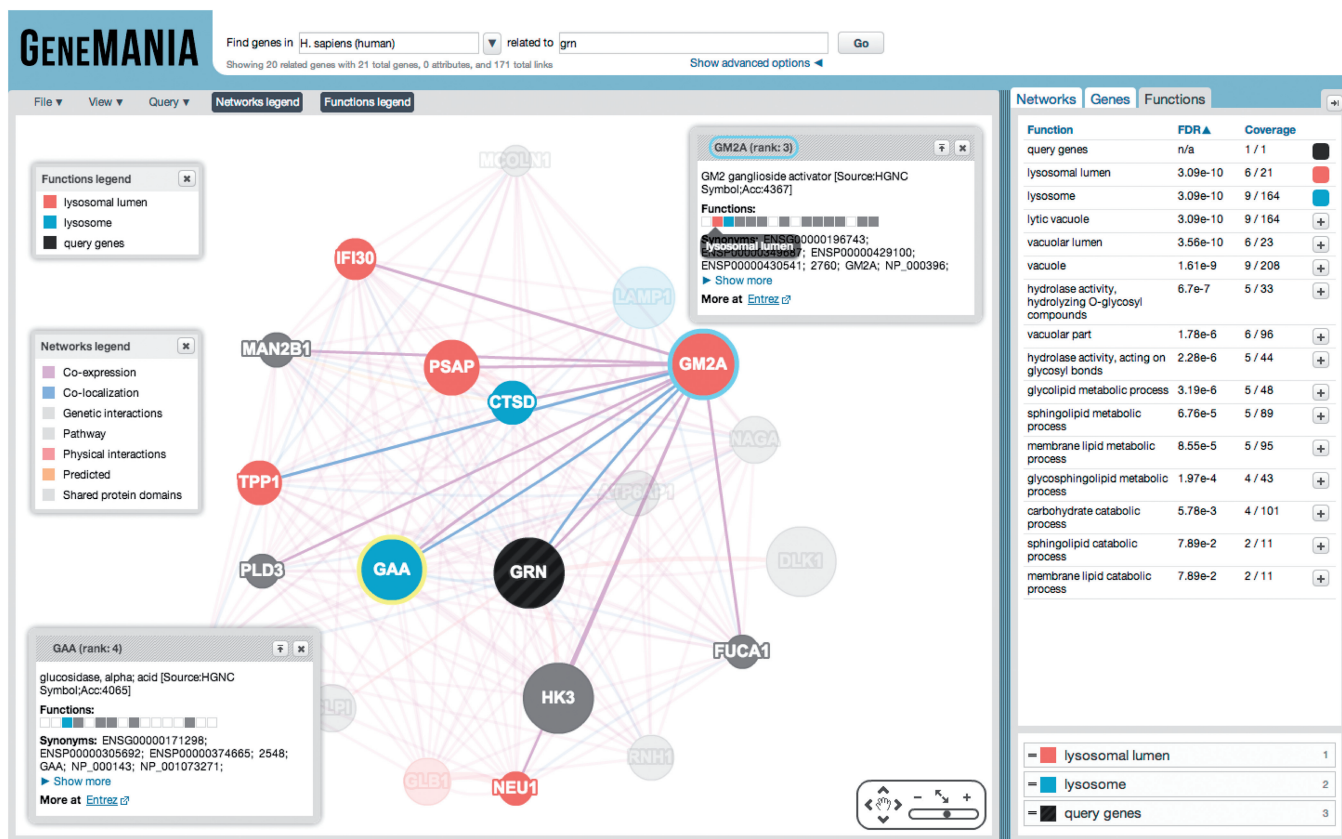 GENEMANIA
Find genes in H. sapiens (human) ▼ related to grn Go
Showing 20 related genes with 21 total genes, 0 attributes, and 171 total links
Show advanced options ◀
File ▼ View ▼ Query ▼ Networks legend Functions legend
Functions legend
lysosomal lumen
lysosome
query genes
Networks legend
Co-expression
Co-localization
Genetic interactions
Pathway
Physical interactions
Predicted
Shared protein domains
MCOLN1
IFI30
LAMP1
MAN2B1
PSAP
GM2A
CTSD
NAGA
TPP1
PLD3
GAA
GRN
DLK1
FUCA1
HK3
RNH1
GLB1
NEU1
GM2A (rank: 3)
GM2 ganglioside activator [Source:HGNC
Symbol;Acc:4367]
Functions:
lysosomal lumen
Synonyms: ENSG00000196743;
ENSP00000349687; ENSP00000429100;
ENSP00000430541; 2760; GM2A; NP_000396;
▶ Show more
More at Entrez
GAA (rank: 4)
glucosidase, alpha; acid [Source:HGNC
Symbol;Acc:4065]
Functions:
Synonyms: ENSG00000171298;
ENSP00000305692; ENSP00000374665; 2548;
GAA; NP_000143; NP_001073271;
▶ Show more
More at Entrez
Networks Genes Functions
Function FDR▲ Coverage
query genes n/a 1 / 1
lysosomal lumen 3.09e-10 6 / 21
lysosome 3.09e-10 9 / 164
lytic vacuole 3.09e-10 9 / 164
vacuolar lumen 3.56e-10 6 / 23
vacuole 1.61e-9 9 / 208
hydrolase activity, 6.7e-7 5 / 33
hydrolyzing O-glycosyl
compounds
vacuolar part 1.78e-6 6 / 96
hydrolase activity, acting on 2.28e-6 5 / 44
glycosyl bonds
glycolipid metabolic process 3.19e-6 5 / 48
sphingolipid metabolic 6.76e-5 5 / 89
process
membrane lipid metabolic 8.55e-5 5 / 95
process
glycosphingolipid metabolic 1.97e-4 4 / 43
process
carbohydrate catabolic 5.78e-3 4 / 101
process
sphingolipid catabolic 7.89e-2 2 / 11
process
membrane lipid catabolic 7.89e-2 2 / 11
process
lysosomal lumen 1
lysosome 2
query genes 3